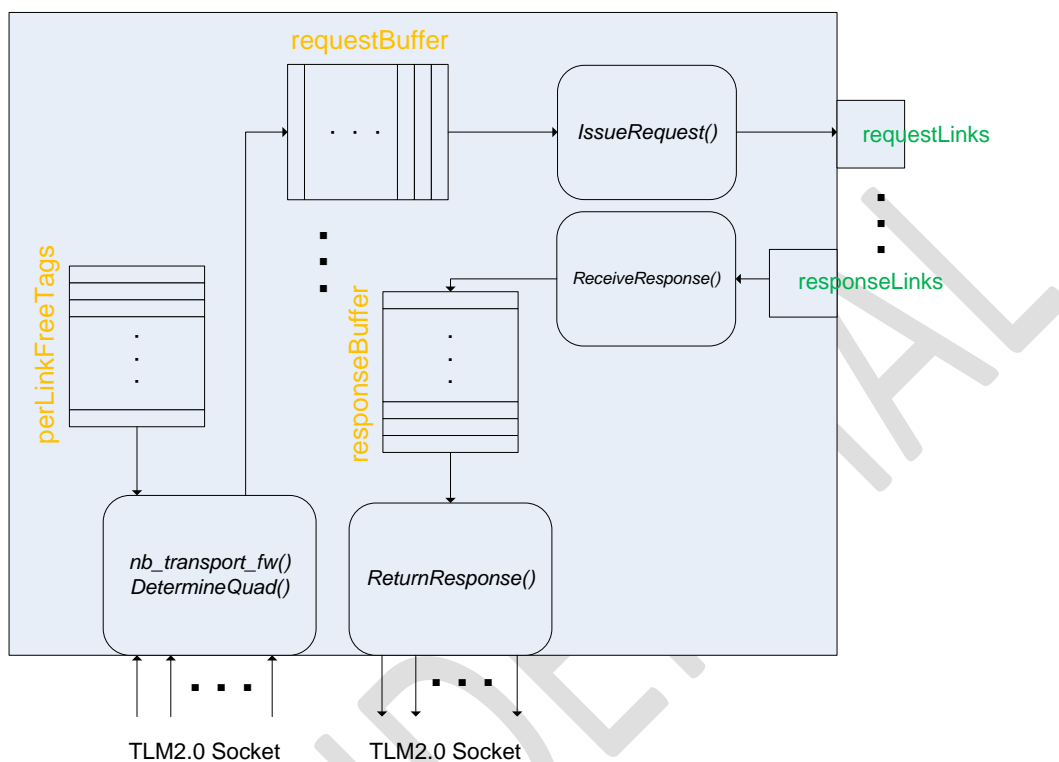 requestBuffer
. . .
IssueRequest()
requestLinks
ReceiveResponse()
responseLinks
perLinkFreeTags
responseBuffer
nb_transport_fw()
DetermineQuad()
ReturnResponse()
TLM2.0 Socket
TLM2.0 Socket